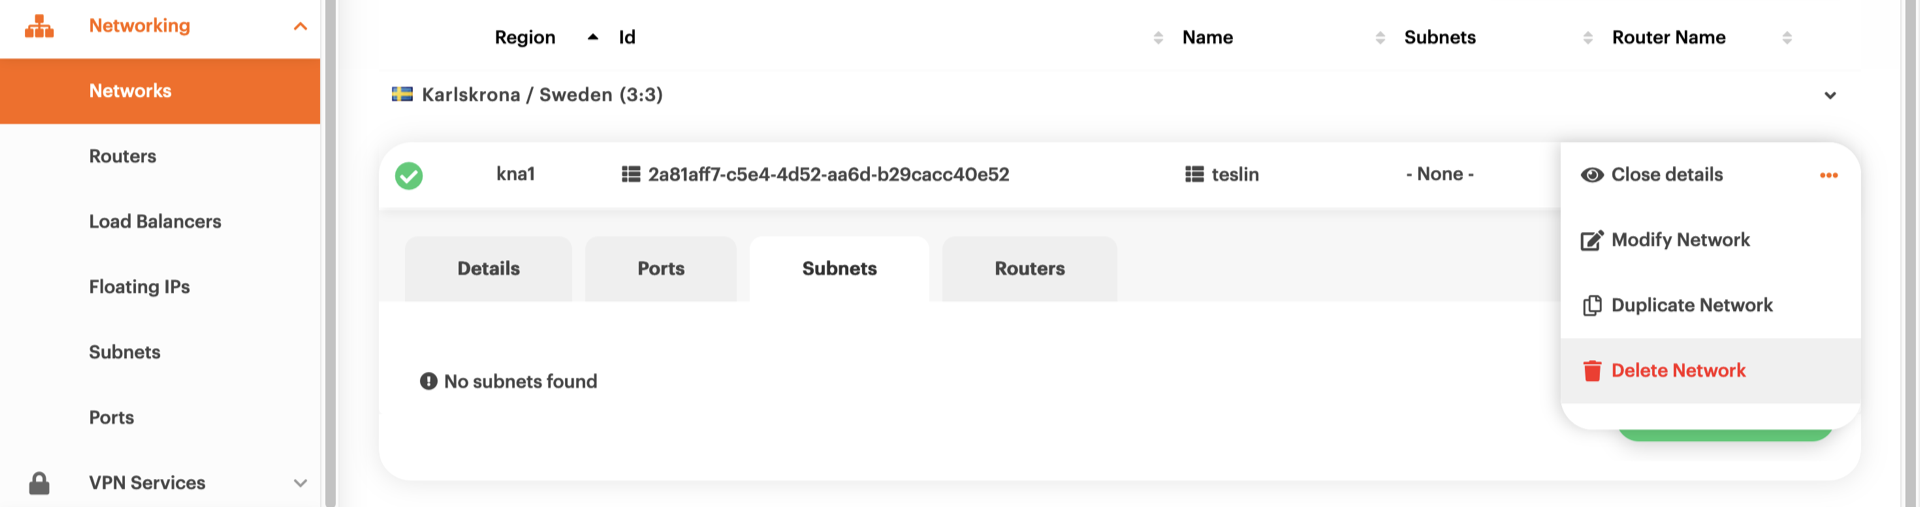 Networking
Networks
Routers
Load Balancers
Floating IPs
Subnets
Ports
VPN Services
Region Id Name Subnets Router Name
Karlskrona / Sweden (3:3)
kna1 2a81aff7-c5e4-4d52-aa6d-b29cacc40e52 teslin - None -
Details Ports Subnets Routers
No subnets found
Close details
Modify Network
Duplicate Network
Delete Network